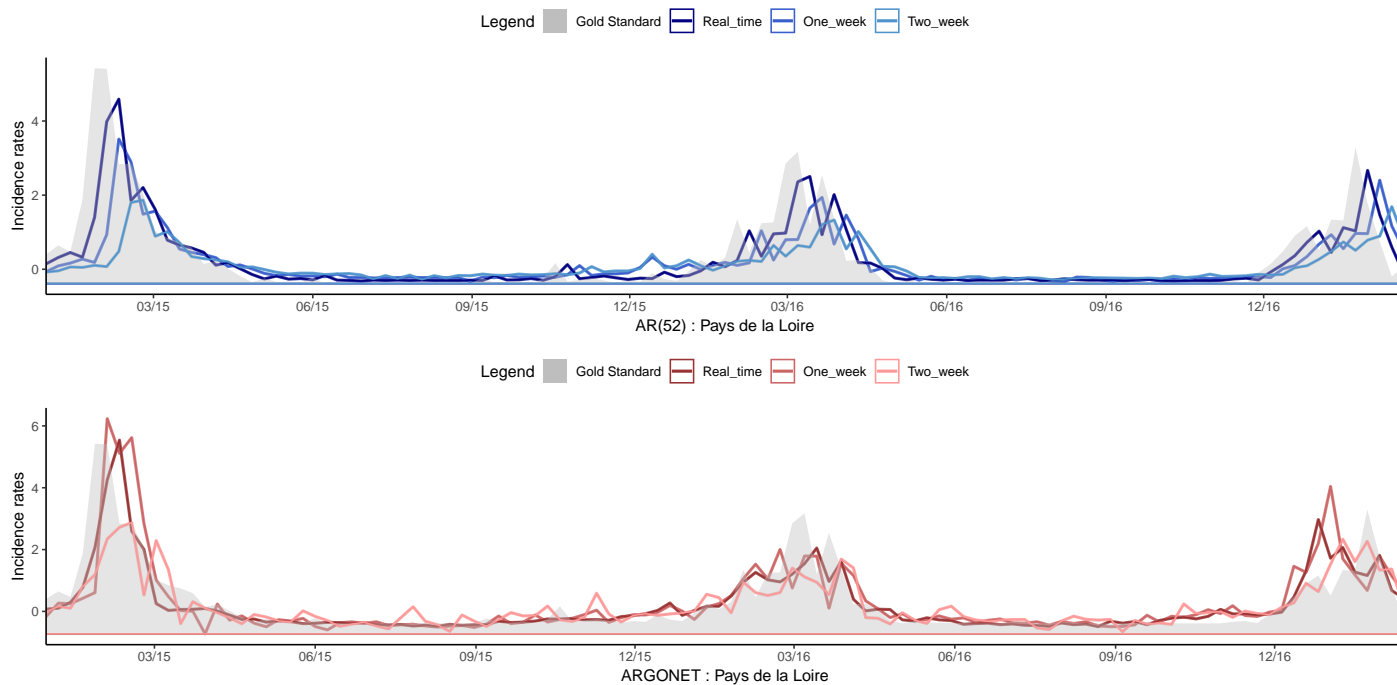 Legend Gold Standard Real_time One_week Two_week
Incidence rates
4
2
0
03/15 06/15 09/15 12/15 03/16 06/16 09/16 12/16
AR(52) : Pays de la Loire
Legend Gold Standard Real_time One_week Two_week
Incidence rates
6
4
2
0
03/15 06/15 09/15 12/15 03/16 06/16 09/16 12/16
ARGONET : Pays de la Loire